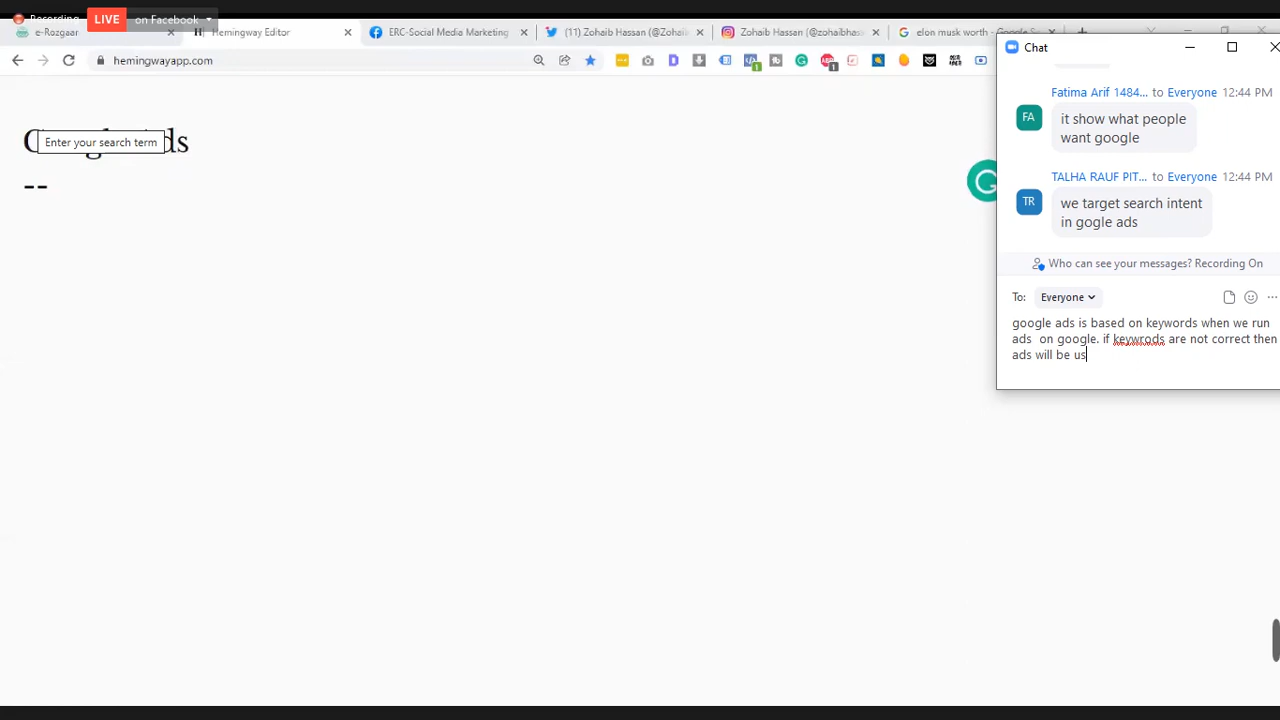 Recording
LIVE on Facebook
e-Rozgaar
Hemingway Editor
ERC-Social Media Marketing
(11) Zohaib Hassan (@Zohaib
Zohaib Hassan (@zohaibhass
elon musk worth - Google S
hemingwayapp.com
Chat
Fatima Arif 1484... to Everyone 12:44 PM
FA
it show what people
want google
TALHA RAUF PIT... to Everyone 12:44 PM
TR
we target search intent
in gogle ads
Who can see your messages? Recording On
To: Everyone
google ads is based on keywords when we run
ads on google. if keywrods are not correct then
ads will be us
Enter your search term
--